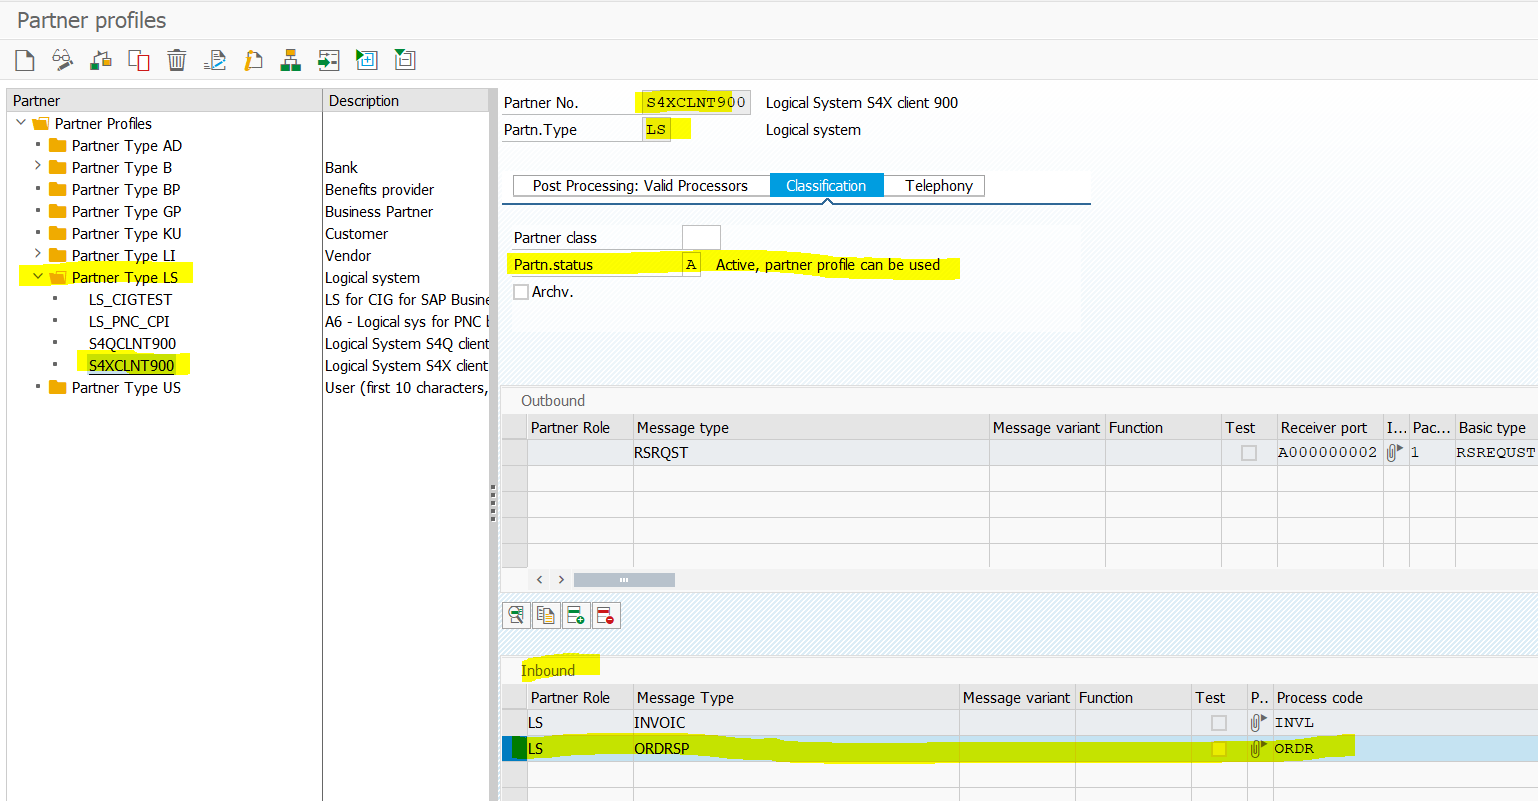 Partner profiles
Partner Description
Partner Profiles
Partner Type AD
Partner Type B Bank
Partner Type BP Benefits provider
Partner Type GP Business Partner
Partner Type KU Customer
Partner Type LI Vendor
Partner Type LS Logical system
LS_CIGTEST LS for CIG for SAP Busine
LS_PNC_CPI A6 - Logical sys for PNC b
S4QCLNT900 Logical System S4Q client
S4XCLNT900 Logical System S4X client
Partner Type US User (first 10 characters,
Partner No. S4XCLNT900 Logical System S4X client 900
Partn.Type LS Logical system
Post Processing: Valid Processors Classification Telephony
Partner class
Partn.status A Active, partner profile can be used
Archv.
Outbound
Partner Role Message type Message variant Function Test Receiver port I... Pac... Basic type
RSRQST A000000002 1 RSREQUST
Inbound
Partner Role Message Type Message variant Function Test P.. Process code
LS INVOIC INVL
LS ORDRSP ORDR